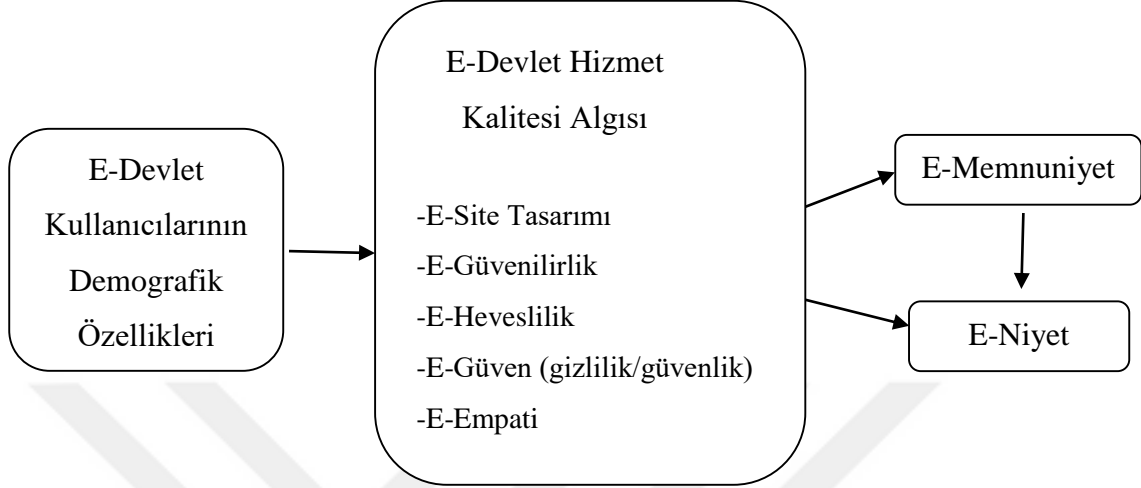 E-Devlet
Kullanıcılarının
Demografik
Özellikleri
E-Devlet Hizmet
Kalitesi Algısı
-E-Site Tasarımı
-E-Güvenilirlik
-E-Heveslilik
-E-Güven (gizlilik/güvenlik)
-E-Empati
E-Memnuniyet
E-Niyet